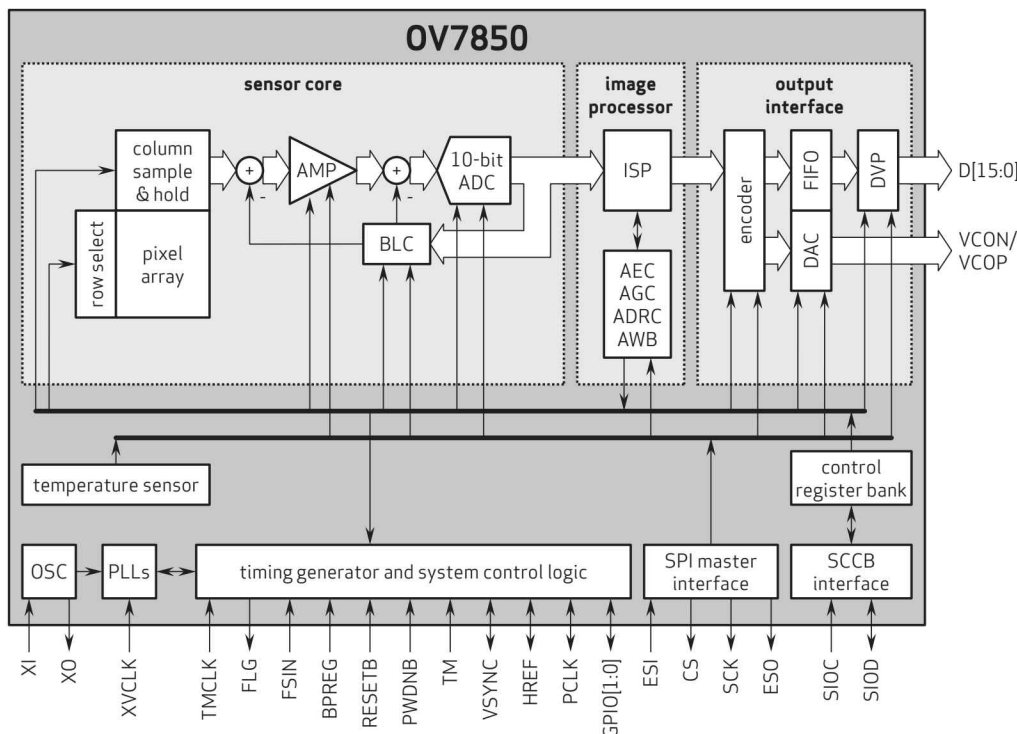 OV7850
sensor core
image
processor
output
interface
column
sample
& hold
row select
pixel
array
+
-
AMP
+
-
10-bit
ADC
BLC
ISP
AEC
AGC
ADRC
AWB
encoder
FIFO
DAC
DVP
D[15:0]
VCON/
VCOP
temperature sensor
control
register bank
OSC
PLLs
timing generator and system control logic
SPI master
interface
SCCB
interface
XI
XO
XVCLK
TMCLK
FLG
FSIN
BPREG
RESETB
PWDNB
TM
VSYNC
HREF
PCLK
GPIO[1:0]
ESI
CS
SCK
ESO
SIOC
SIOD